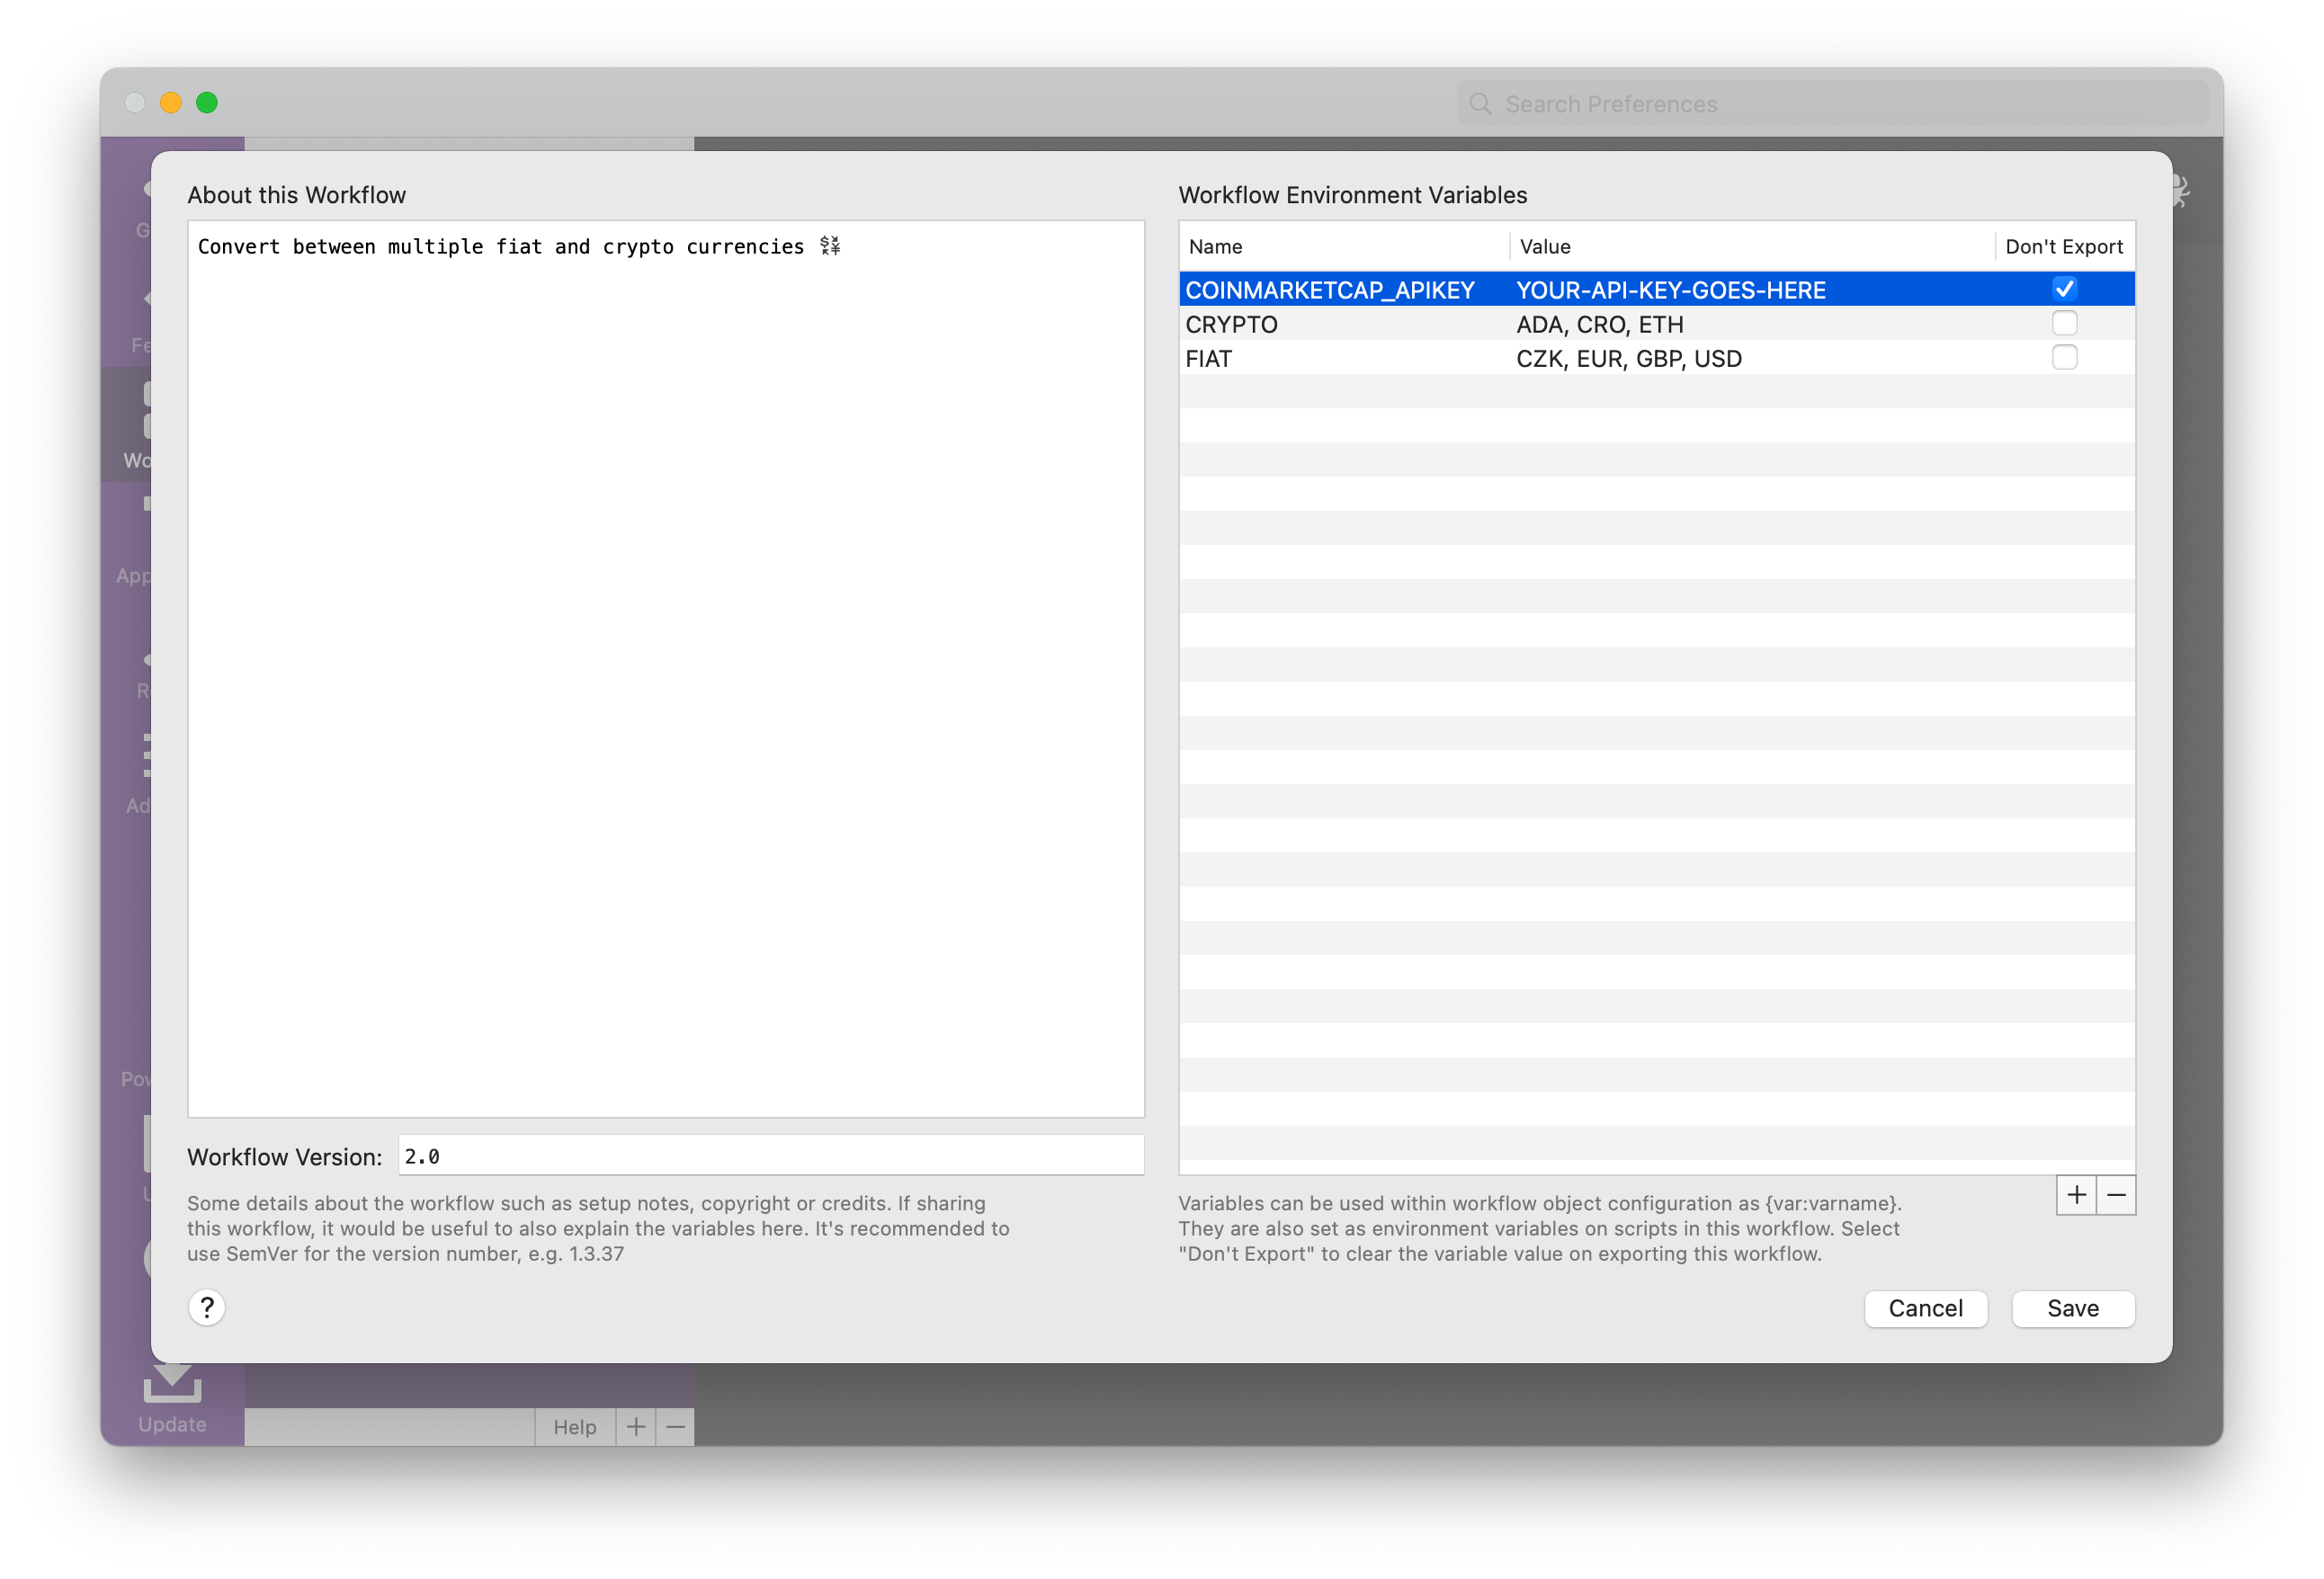 Search Preferences
About this Workflow
Convert between multiple fiat and crypto currencies
Workflow Version: 2.0
Some details about the workflow such as setup notes, copyright or credits. If sharing
this workflow, it would be useful to also explain the variables here. It's recommended to
use SemVer for the version number, e.g. 1.3.37
?
Workflow Environment Variables
Name Value Don't Export
COINMARKETCAP_APIKEY YOUR-API-KEY-GOES-HERE
CRYPTO ADA, CRO, ETH
FIAT CZK, EUR, GBP, USD
+ −
Variables can be used within workflow object configuration as {var:varname}.
They are also set as environment variables on scripts in this workflow. Select
"Don't Export" to clear the variable value on exporting this workflow.
Cancel Save
Update
Help + −